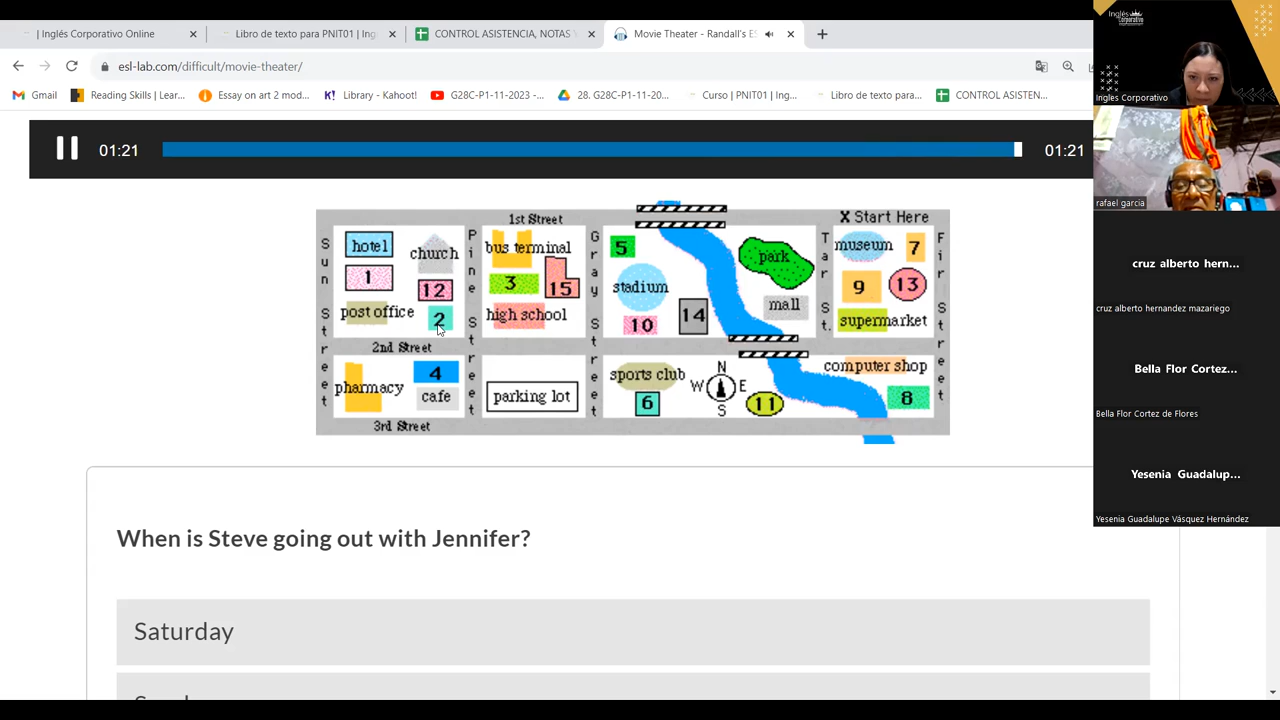 | Inglés Corporativo Online
Libro de texto para PNIT01 | Ing
CONTROL ASISTENCIA, NOTAS
Movie Theater - Randall's ES
esl-lab.com/difficult/movie-theater/
Gmail
Reading Skills | Lear...
Essay on art 2 mod...
Library - Kahoot!
G28C-P1-11-2023 -...
28. G28C-P1-11-20...
Curso | PNIT01 | Ing...
Libro de texto para...
CONTROL ASISTEN...
01:21
01:21
1st Street
X Start Here
Sun Street
hotel
church
1
12
post office
2
Pine Street
bus terminal
3
15
high school
Gray Street
5
stadium
10
14
park
mall
Tar St.
museum
7
9
13
supermarket
Fir Street
2nd Street
pharmacy
4
cafe
parking lot
sports club
6
N
W
E
S
11
computer shop
8
3rd Street
When is Steve going out with Jennifer?
Saturday
Inglés
Corporativo
Ingles Corporativo
rafael garcia
cruz alberto hern...
cruz alberto hernandez mazariego
Bella Flor Cortez...
Bella Flor Cortez de Flores
Yesenia Guadalup...
Yesenia Guadalupe Vásquez Hernández